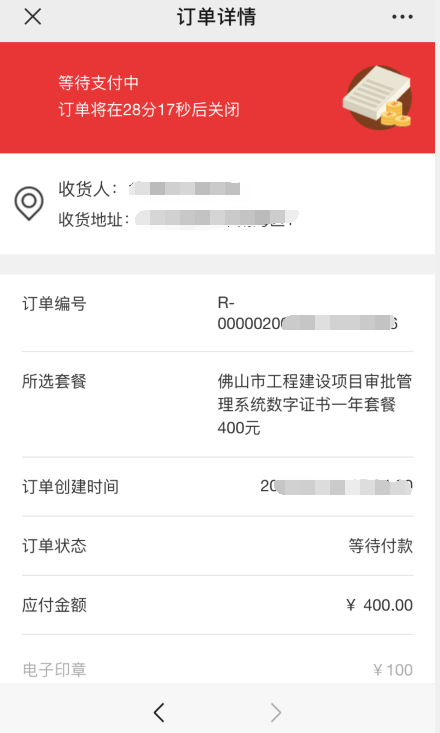 订单详情
等待支付中
订单将在28分17秒后关闭
收货人：
收货地址：
订单编号
R-
0000020
所选套餐
佛山市工程建设项目审批管
理系统数字证书一年套餐
400元
订单创建时间
20
订单状态
等待付款
应付金额
¥ 400.00
电子印章
¥100